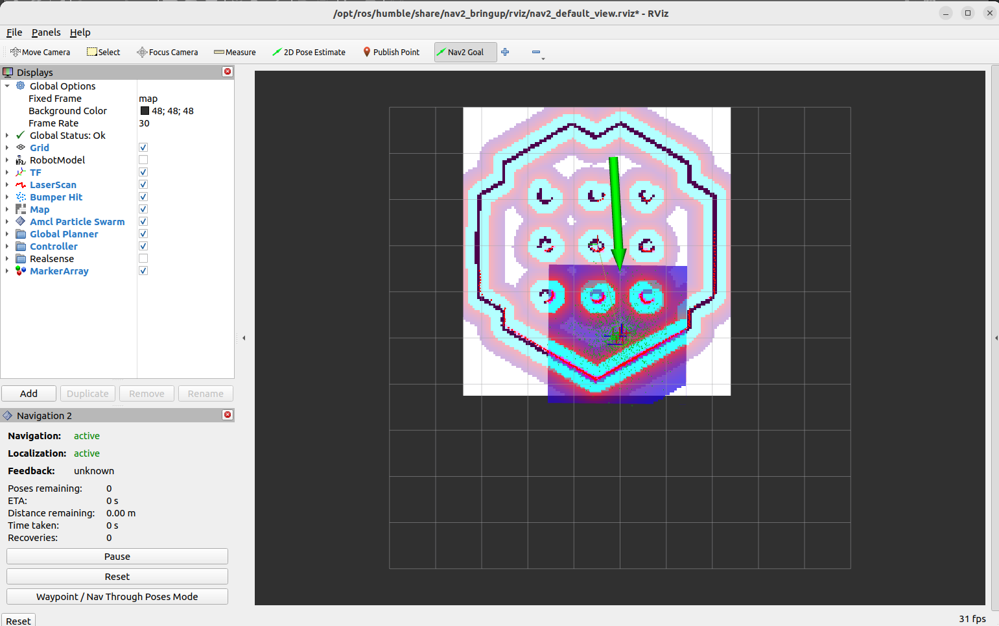 /opt/ros/humble/share/nav2_bringup/rviz/nav2_default_view.rviz* - RViz
File Panels Help
Move Camera Select Focus Camera Measure 2D Pose Estimate Publish Point Nav2 Goal
Displays
Global Options
Fixed Frame map
Background Color 48; 48; 48
Frame Rate 30
Global Status: Ok
Grid
RobotModel
TF
LaserScan
Bumper Hit
Map
Amcl Particle Swarm
Global Planner
Controller
Realsense
MarkerArray
Add Duplicate Remove Rename
Navigation 2
Navigation: active
Localization: active
Feedback: unknown
Poses remaining: 0
ETA: 0 s
Distance remaining: 0.00 m
Time taken: 0 s
Recoveries: 0
Pause
Reset
Waypoint / Nav Through Poses Mode
Reset
31 fps